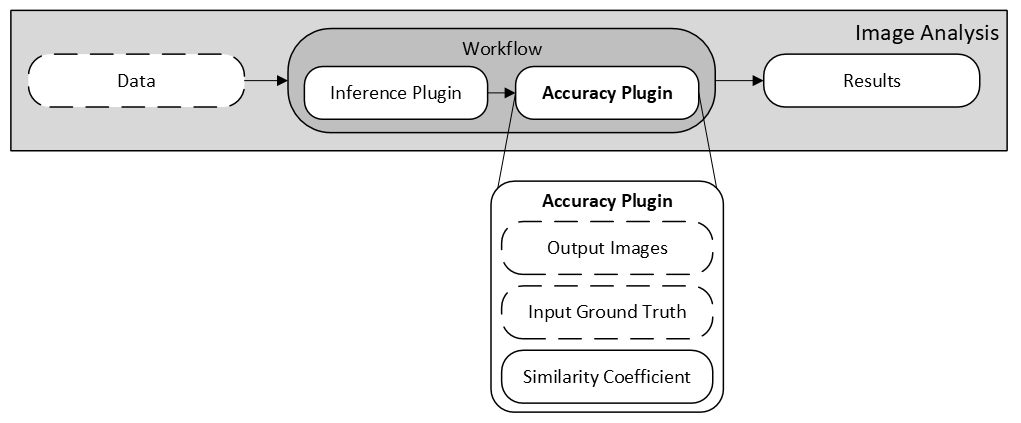 Image Analysis
Workflow
Data
Inference Plugin
Accuracy Plugin
Results
Accuracy Plugin
Output Images
Input Ground Truth
Similarity Coefficient